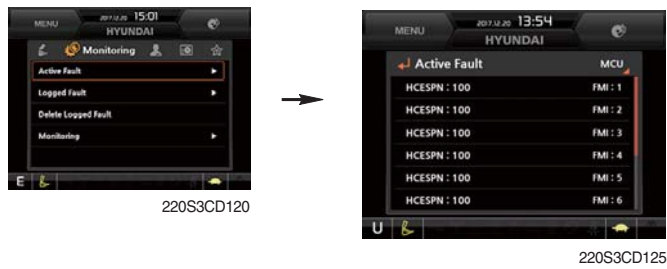 MENU
2017.12.20 15:01
HYUNDAI
Monitoring
Active Fault
Logged Fault
Delete Logged Fault
Monitoring
E
220S3CD120
MENU
2017.12.20 13:54
HYUNDAI
Active Fault MCU
HCESPN : 100 FMI : 1
HCESPN : 100 FMI : 2
HCESPN : 100 FMI : 3
HCESPN : 100 FMI : 4
HCESPN : 100 FMI : 5
HCESPN : 100 FMI : 6
U
220S3CD125